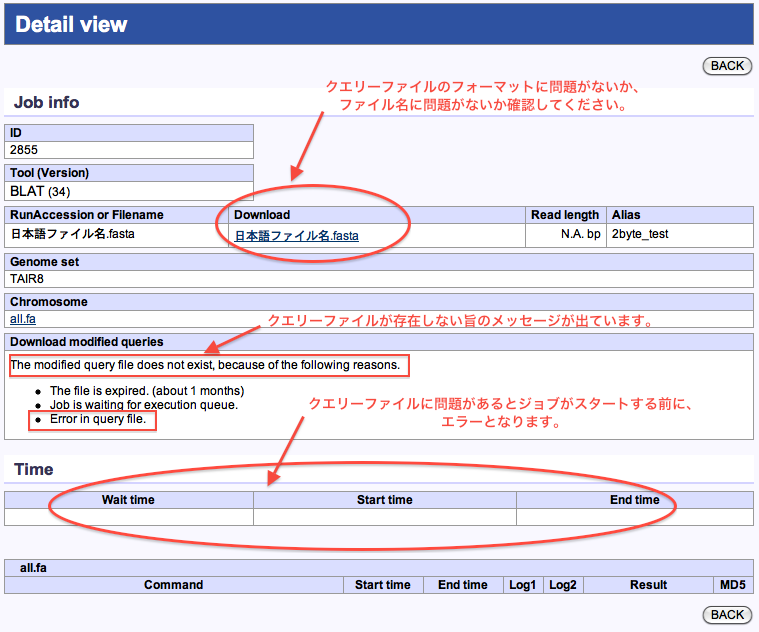 Detail view
BACK
クエリーファイルのフォーマットに問題がないか、
ファイル名に問題がないか確認してください。
Job info
ID
2855
Tool (Version)
BLAT (34)
RunAccession or Filename Download Read length Alias
日本語ファイル名.fasta 日本語ファイル名.fasta N.A. bp 2byte_test
Genome set
TAIR8
Chromosome
all.fa
クエリーファイルが存在しない旨のメッセージが出ています。
Download modified queries
The modified query file does not exist, because of the following reasons.
The file is expired. (about 1 months)
Job is waiting for execution queue.
Error in query file.
クエリーファイルに問題があるとジョブがスタートする前に、
エラーとなります。
Time
Wait time Start time End time
all.fa
Command Start time End time Log1 Log2 Result MD5
BACK